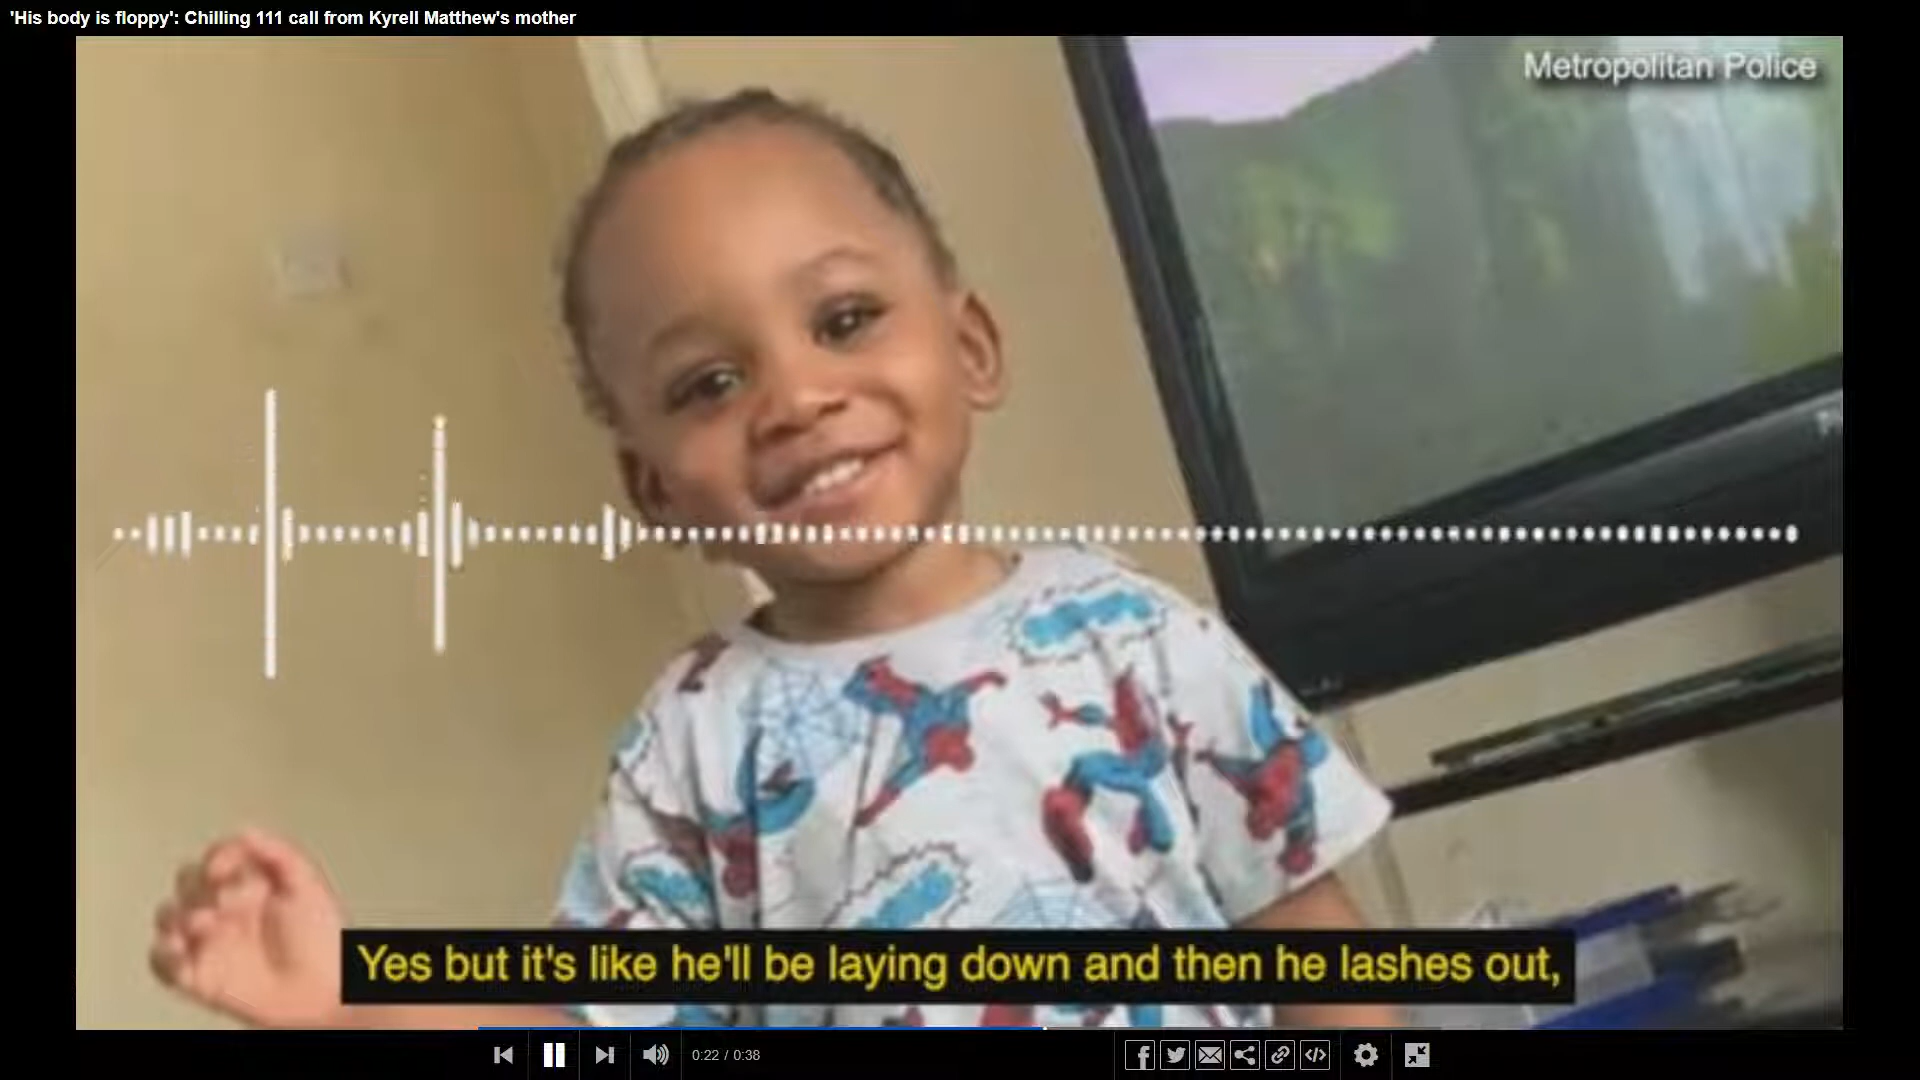 'His body is floppy': Chilling 111 call from Kyrell Matthew's mother
Metropolitan Police
Yes but it's like he'll be laying down and then he lashes out,
0:22 / 0:38